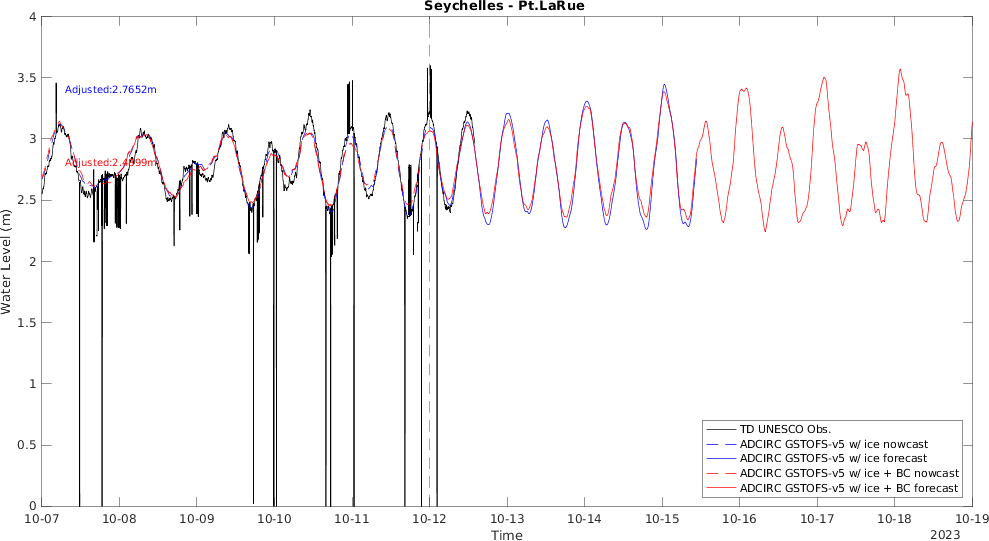 Seychelles - Pt.LaRue
4
3.5
3
2.5
2
1.5
1
0.5
0
Water Level (m)
Adjusted:2.7652m
Adjusted:2.4099m
TD UNESCO Obs.
ADCIRC GSTOFS-v5 w/ ice nowcast
ADCIRC GSTOFS-v5 w/ ice forecast
ADCIRC GSTOFS-v5 w/ ice + BC nowcast
ADCIRC GSTOFS-v5 w/ ice + BC forecast
10-07 10-08 10-09 10-10 10-11 10-12 10-13 10-14 10-15 10-16 10-17 10-18 10-19
Time
2023